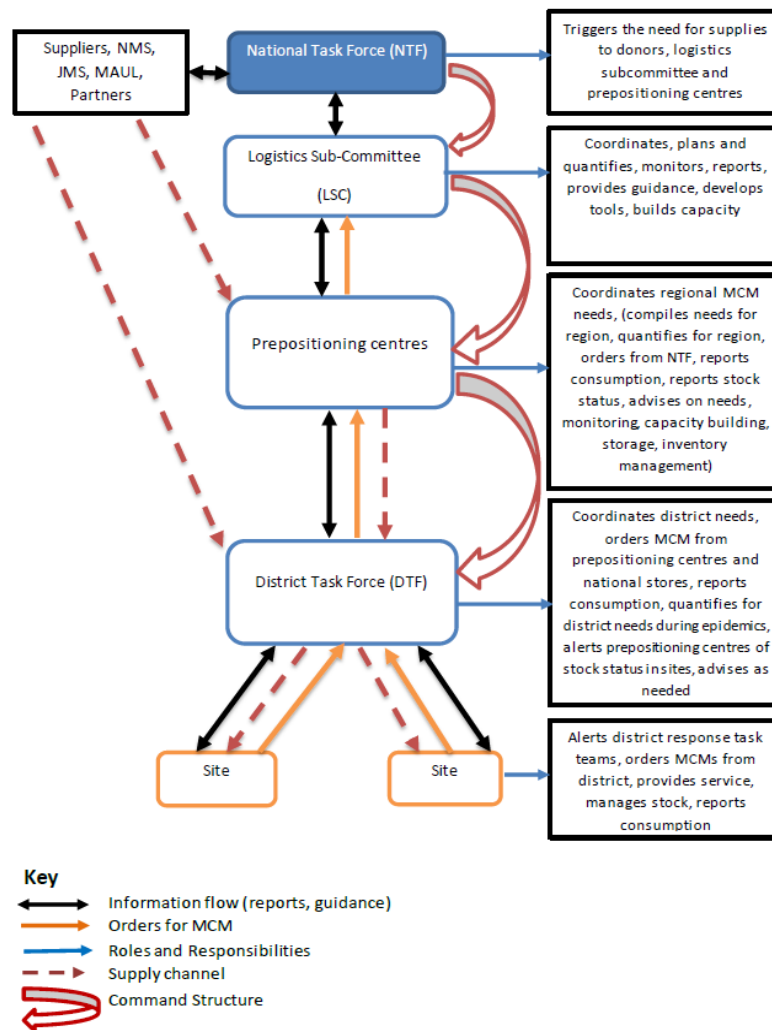 Suppliers, NMS,
JMS, MAUL,
Partners
National Task Force (NTF)
Triggers the need for supplies
to donors, logistics
subcommittee and
prepositioning centres
Logistics Sub-Committee
(LSC)
Coordinates, plans and
quantifies, monitors, reports,
provides guidance, develops
tools, builds capacity
Prepositioning centres
Coordinates regional MCM
needs, (compiles needs for
region, quantifies for region,
orders from NTF, reports
consumption, reports stock
status, advises on needs,
monitoring, capacity building,
storage, inventory
management)
District Task Force (DTF)
Coordinates district needs,
orders MCM from
prepositioning centres and
national stores, reports
consumption, quantifies for
district needs during epidemics,
alerts prepositioning centres of
stock status in sites, advises as
needed
Site
Site
Alerts district response task
teams, orders MCMs from
district, provides service,
manages stock, reports
consumption
Key
Information flow (reports, guidance)
Orders for MCM
Roles and Responsibilities
Supply channel
Command Structure